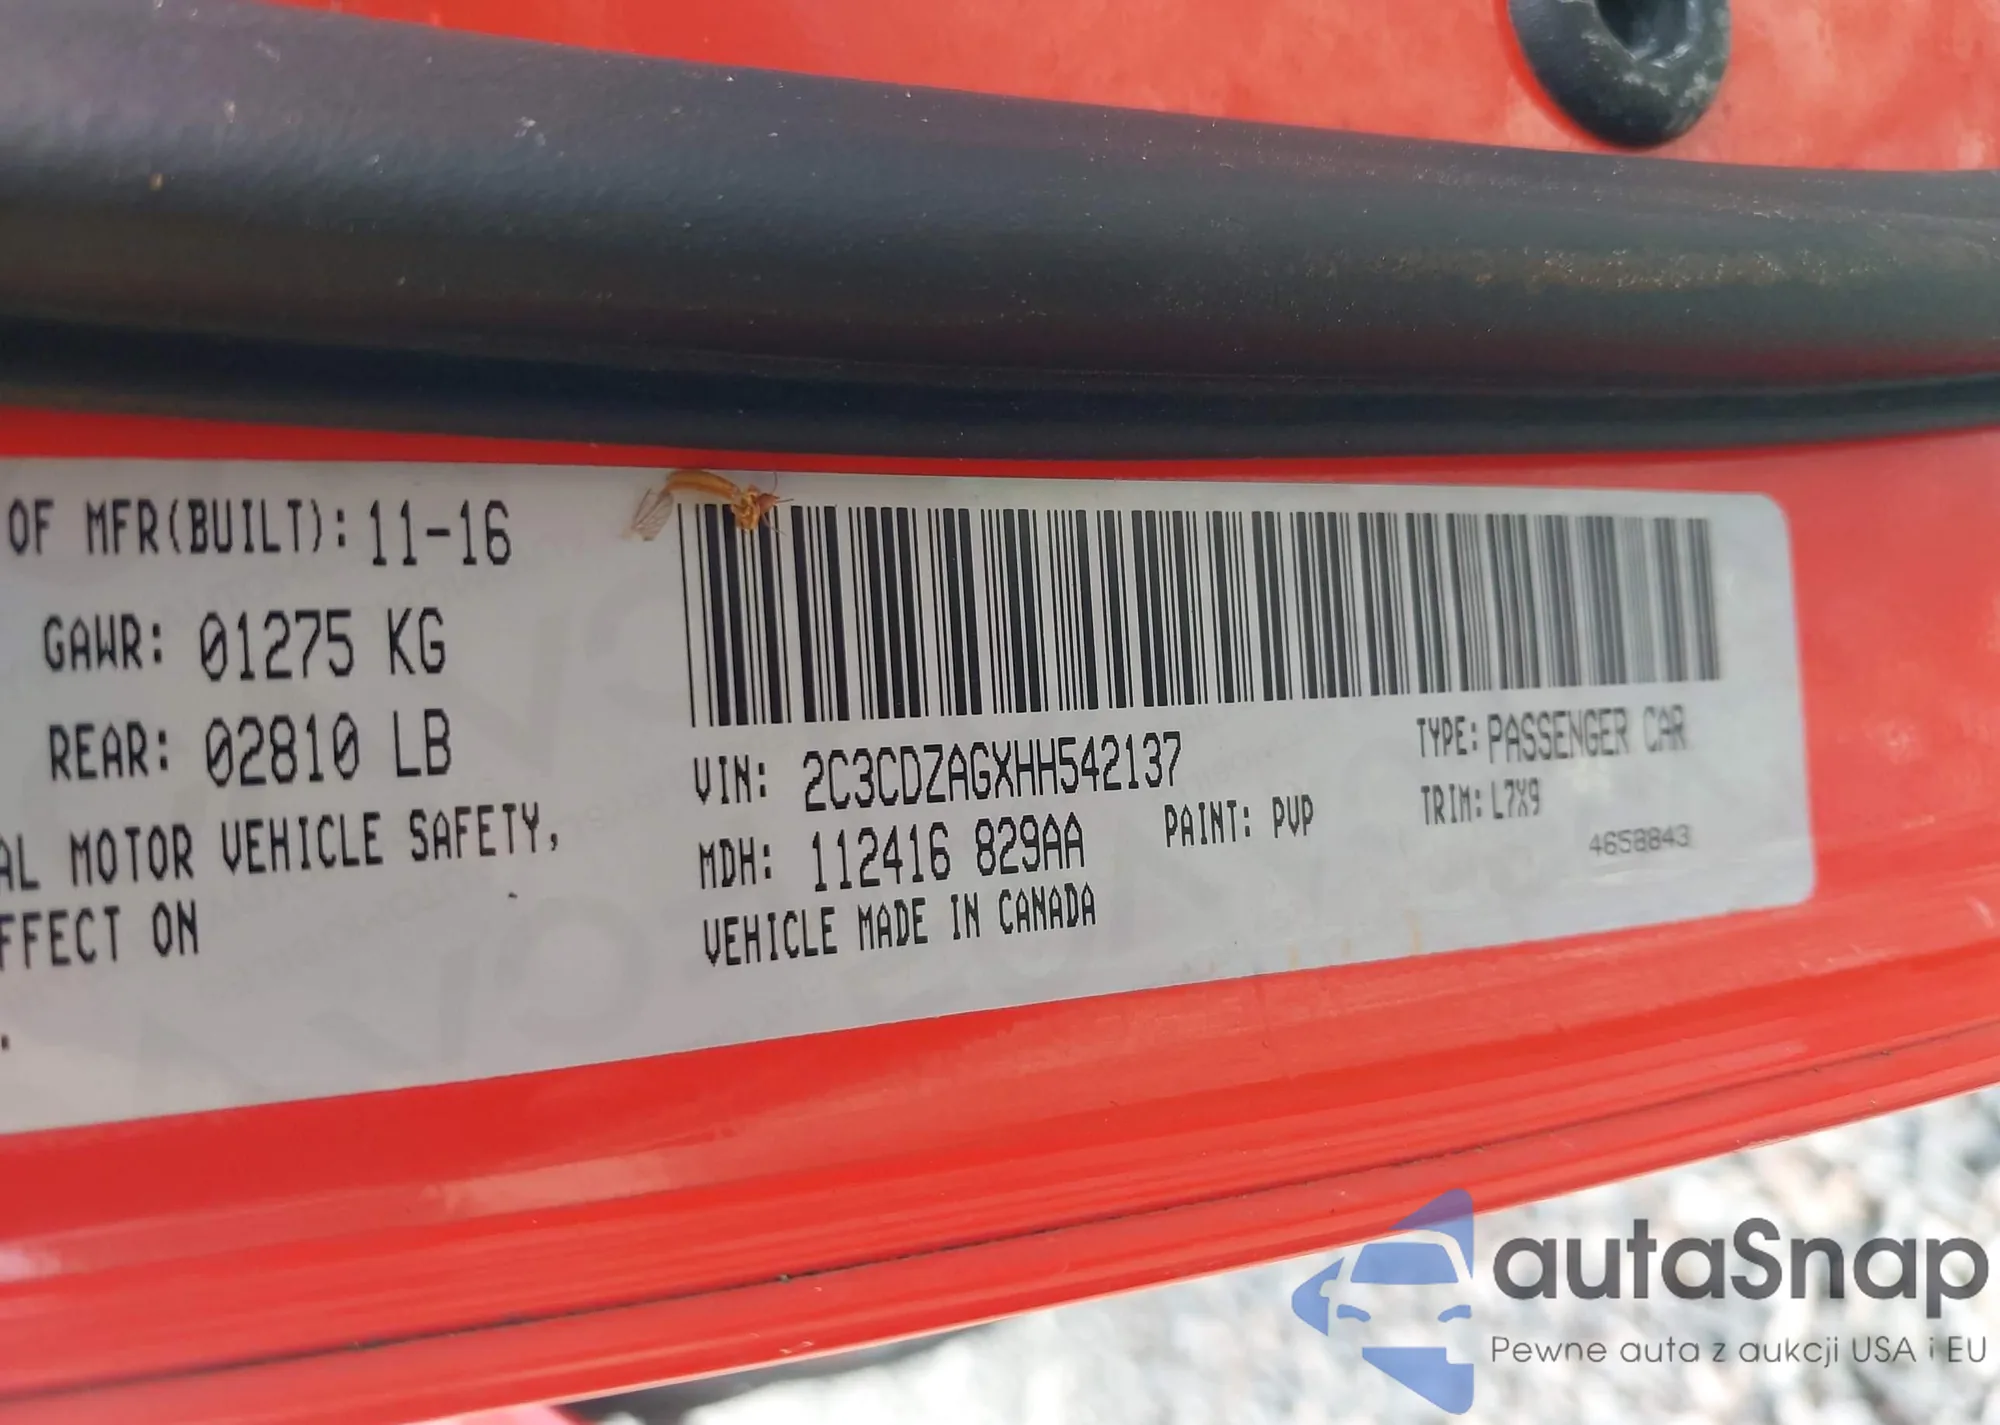 OF MFR(BUILT): 11-16
GAWR: 01275 KG
REAR: 02810 LB
AL MOTOR VEHICLE SAFETY,
FFECT ON
.
VIN: 2C3CDZAGXHH542137
TYPE: PASSENGER CAR
MDH: 112416 829AA
PAINT: PVP
TRIM: L7X9
4658843
VEHICLE MADE IN CANADA
autaSnap
Pewne auta z aukcji USA i EU